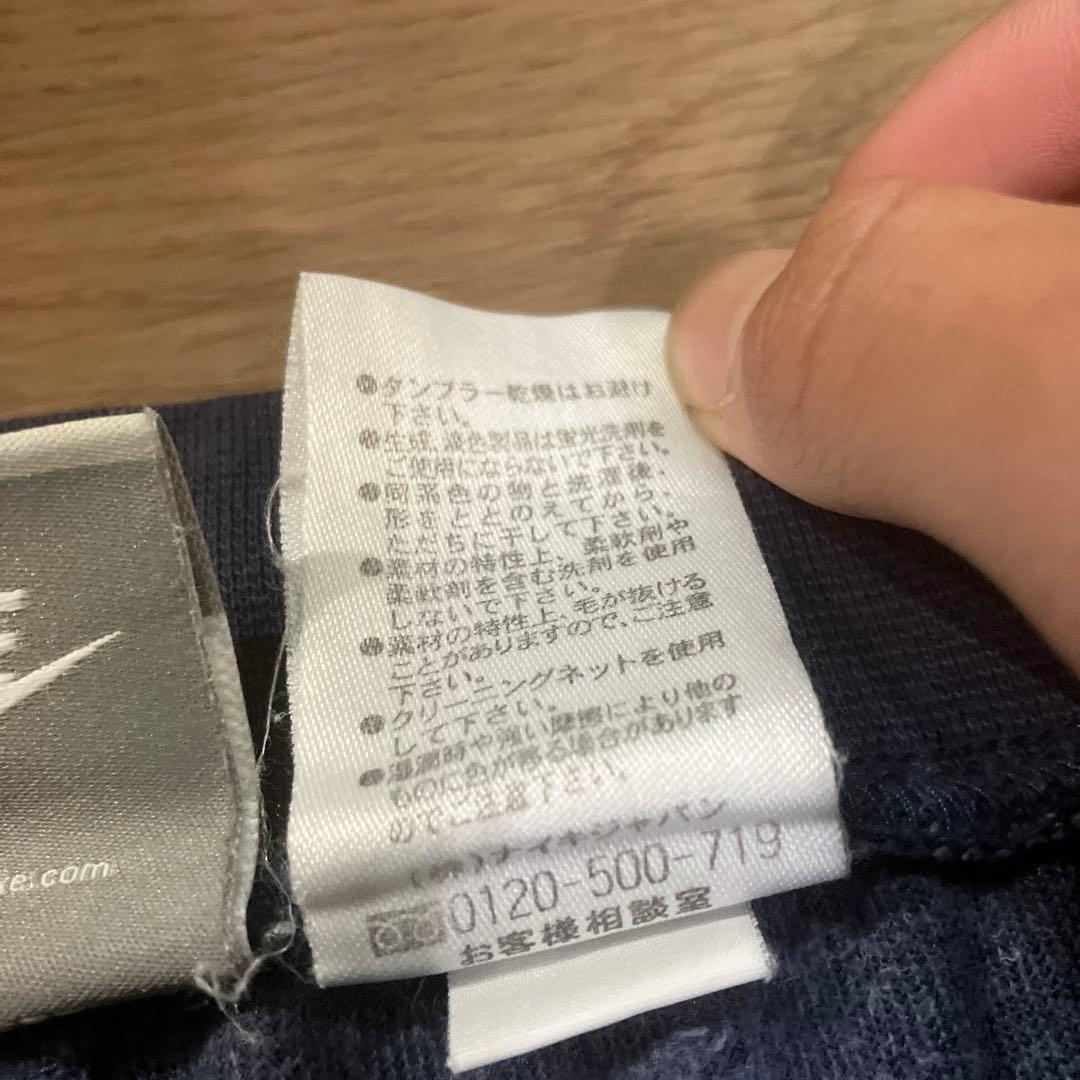 タンブラー乾燥はお避け
下さい。
生成、淡色製品は蛍光洗剤を
ご使用にならないで下さい。
同系色の物と洗濯後、
形をととのえてから、
ただちに干して下さい。
素材の特性上、柔軟剤や
柔軟剤を含む洗剤を使用
しないで下さい。
素材の特性上、毛が抜ける
ことがありますので、ご注意
下さい。
クリーニングネットを使用
して下さい。
湿潤時や強い摩擦により他の
ものに色が移る場合があります
のでご注意下さい。
(株)ナイキジャパン
0120-500-719
お客様相談室
ke.com